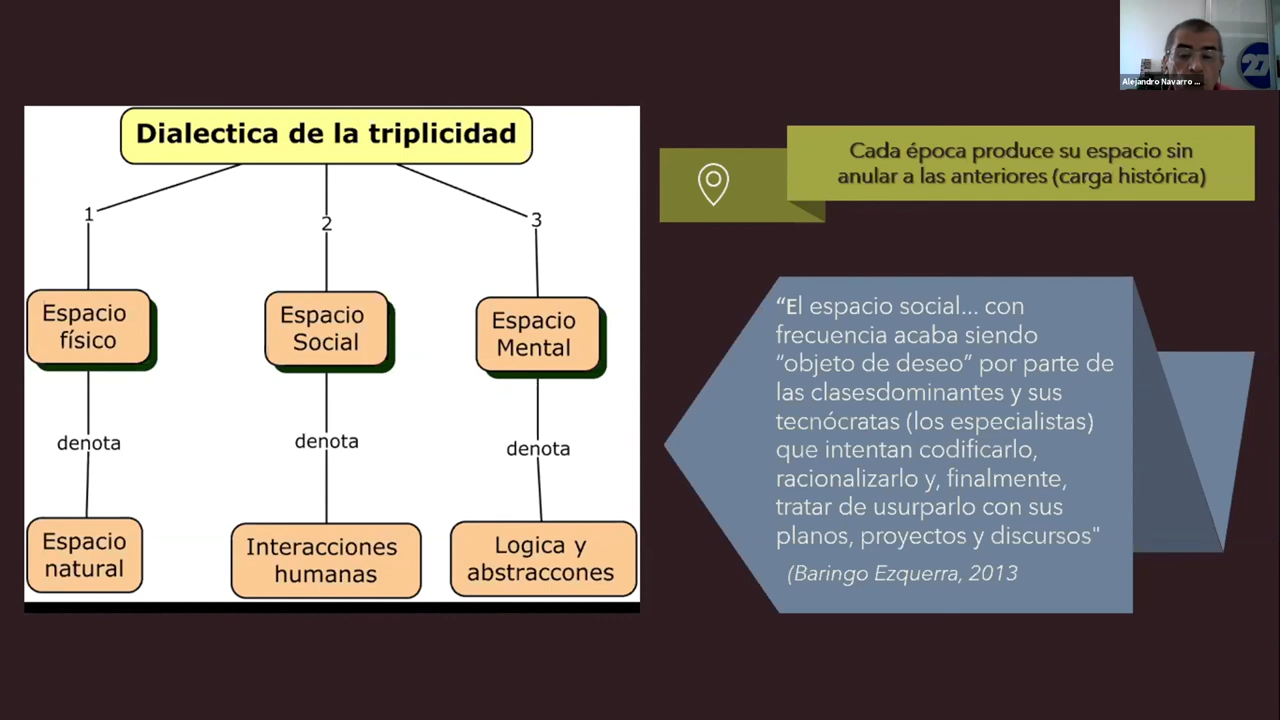 27
Alejandro Navarro ...
Dialectica de la triplicidad
1
2
3
Espacio
físico
Espacio
Social
Espacio
Mental
denota
denota
denota
Espacio
natural
Interacciones
humanas
Logica y
abstraccones
Cada época produce su espacio sin
anular a las anteriores (carga histórica)
“El espacio social... con
frecuencia acaba siendo
“objeto de deseo” por parte de
las clasesdominantes y sus
tecnócratas (los especialistas)
que intentan codificarlo,
racionalizarlo y, finalmente,
tratar de usurparlo con sus
planos, proyectos y discursos"
(Baringo Ezquerra, 2013